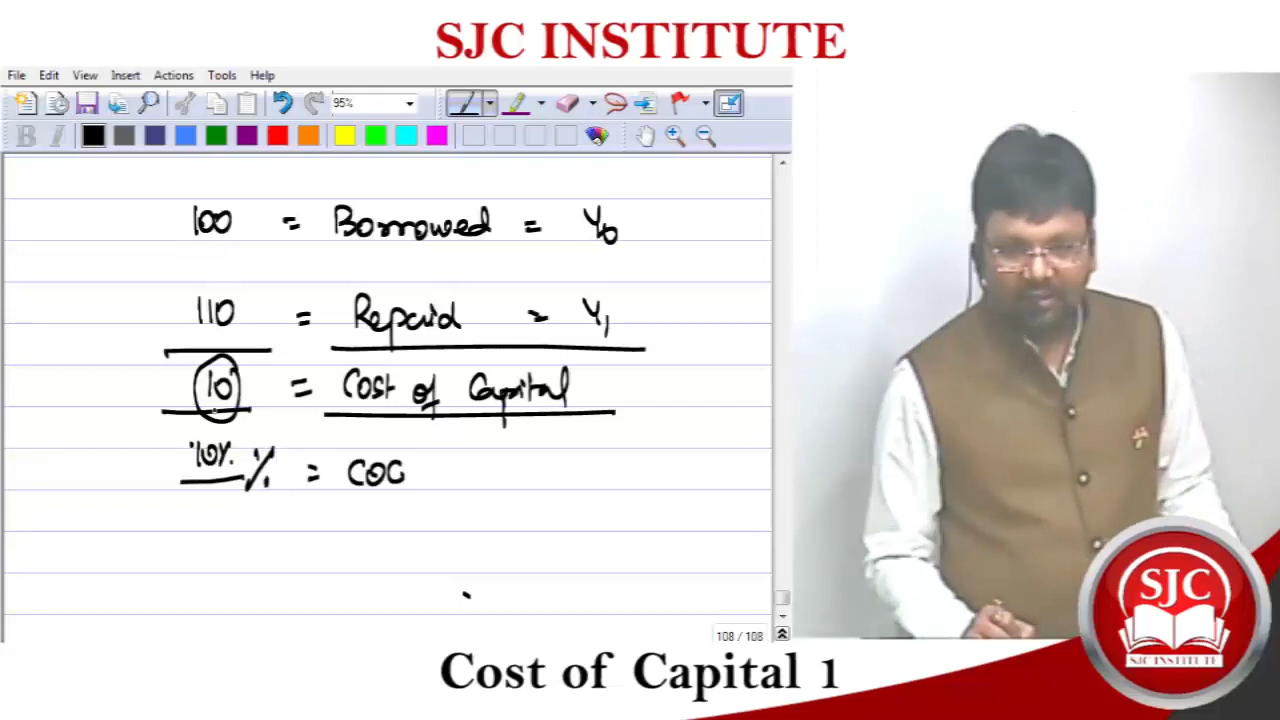 SJC INSTITUTE
File Edit View Insert Actions Tools Help
95%
B I
100 = Borrowed = Y0
110 = Repaid = Y1
10 = Cost of Capital
10% % = COC
108 / 108
SJC
SJC INSTITUTE
Cost of Capital 1